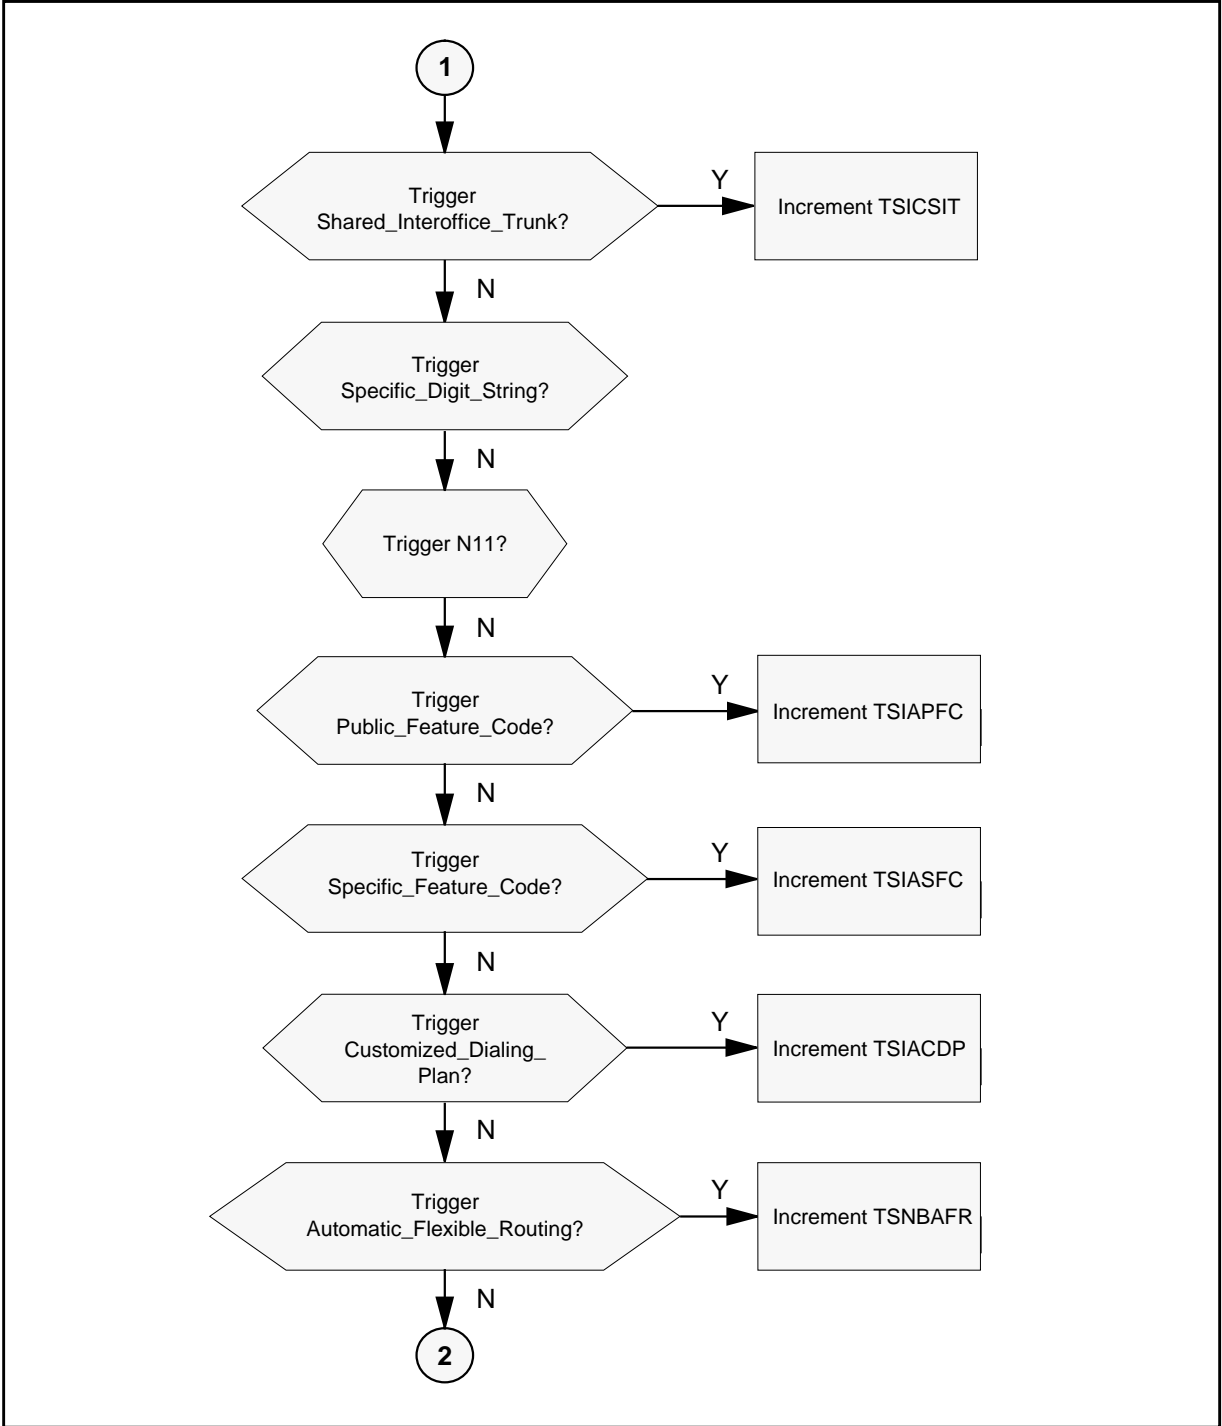 1
Trigger
Shared_Interoffice_Trunk?
Y
Increment TSICSIT
N
Trigger
Specific_Digit_String?
N
Trigger N11?
N
Trigger
Public_Feature_Code?
Y
Increment TSIAPFC
N
Trigger
Specific_Feature_Code?
Y
Increment TSIASFC
N
Trigger
Customized_Dialing_
Plan?
Y
Increment TSIACDP
N
Trigger
Automatic_Flexible_Routing?
Y
Increment TSNBAFR
N
2